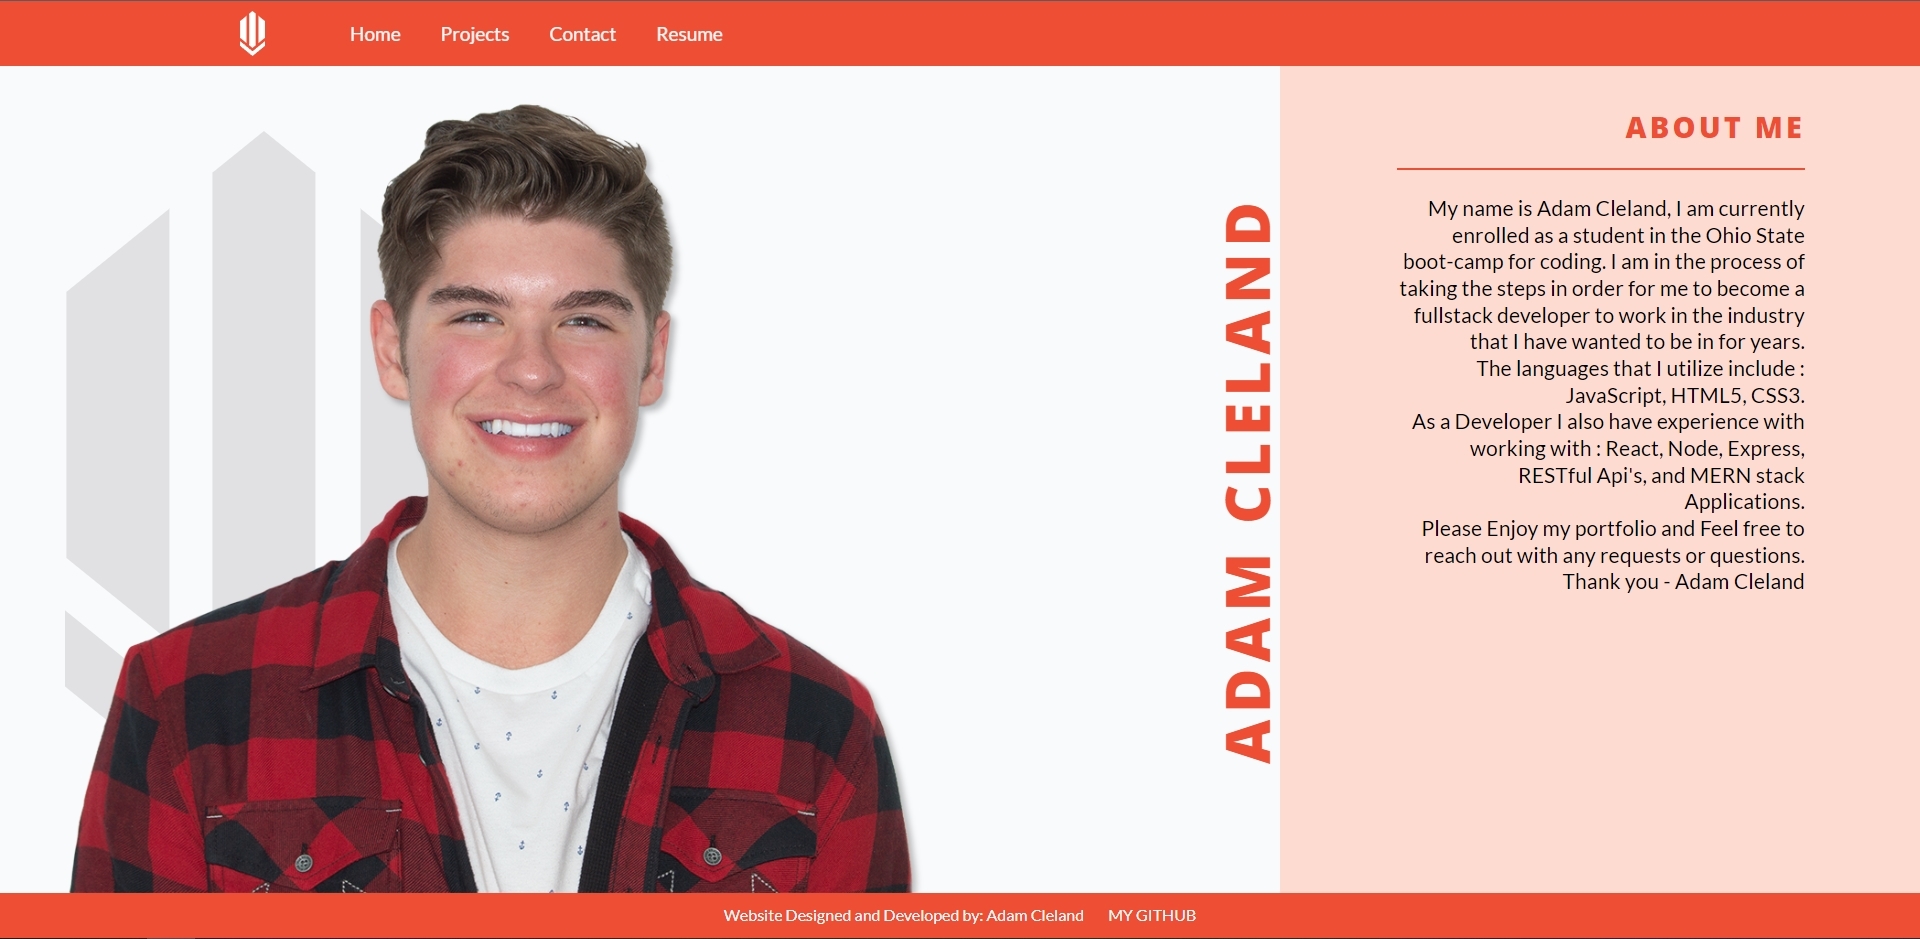 Home Projects Contact Resume
ADAM CLELAND
ABOUT ME
My name is Adam Cleland, I am currently
enrolled as a student in the Ohio State
boot-camp for coding. I am in the process of
taking the steps in order for me to become a
fullstack developer to work in the industry
that I have wanted to be in for years.
The languages that I utilize include :
JavaScript, HTML5, CSS3.
As a Developer I also have experience with
working with : React, Node, Express,
RESTful Api's, and MERN stack
Applications.
Please Enjoy my portfolio and Feel free to
reach out with any requests or questions.
Thank you - Adam Cleland
Website Designed and Developed by: Adam Cleland MY GITHUB